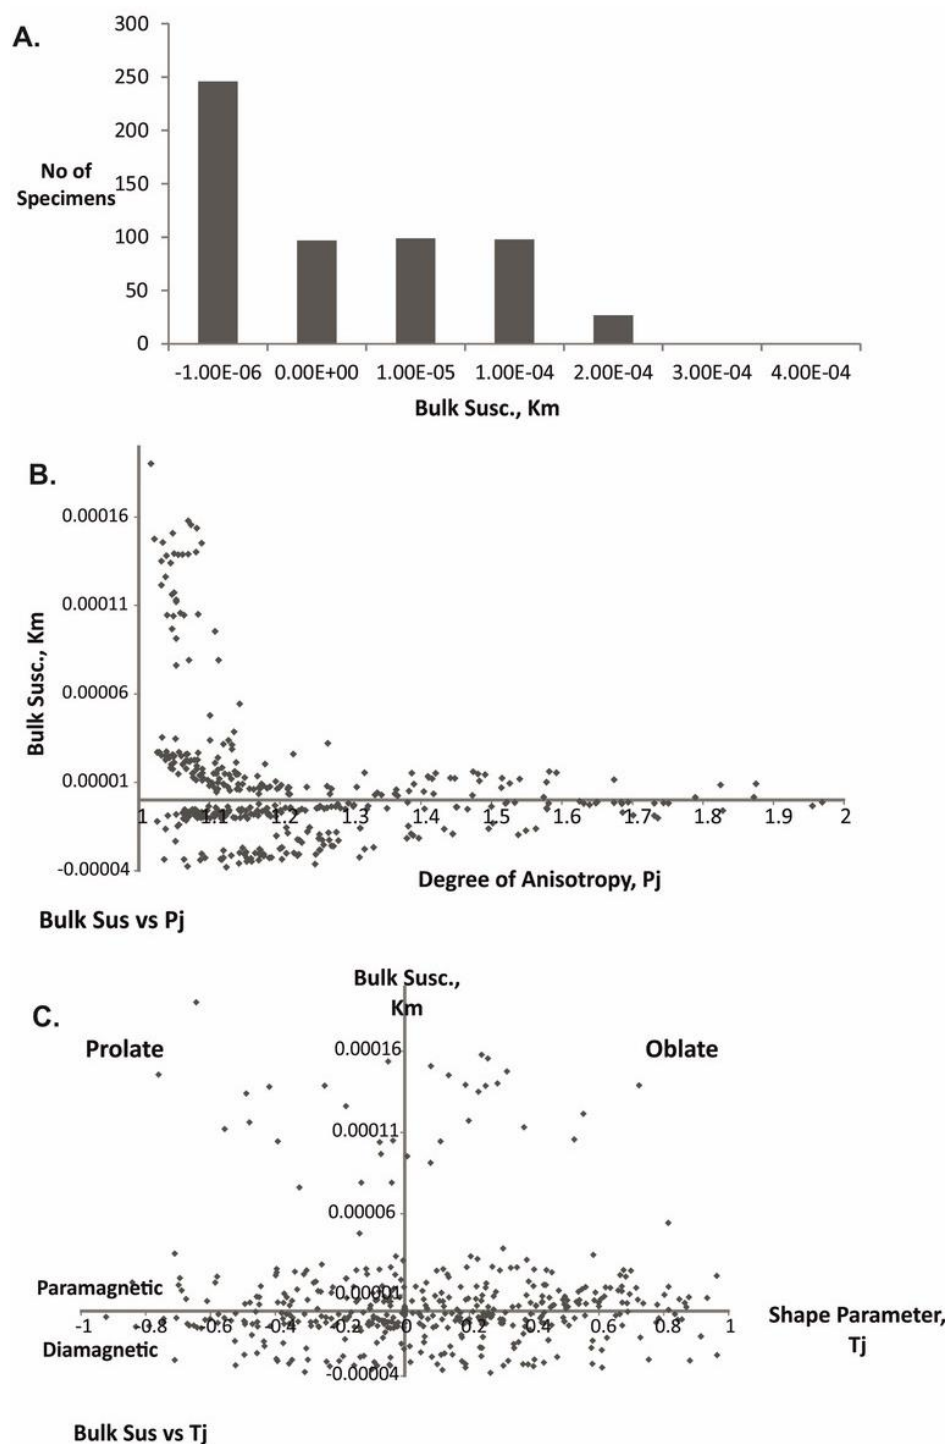 A.
300
250
200
150
100
50
0
No of
Specimens
-1.00E-06 0.00E+00 1.00E-05 1.00E-04 2.00E-04 3.00E-04 4.00E-04
Bulk Susc., Km
B.
0.00016
0.00011
0.00006
0.00001
-0.00004
Bulk Susc., Km
1 1.1 1.2 1.3 1.4 1.5 1.6 1.7 1.8 1.9 2
Degree of Anisotropy, Pj
Bulk Sus vs Pj
C.
Bulk Susc.,
Km
Prolate
Oblate
0.00016
0.00011
0.00006
0.00001
-0.00004
Paramagnetic
Diamagnetic
-1 -0.8 -0.6 -0.4 -0.2 0 0.2 0.4 0.6 0.8 1
Shape Parameter,
Tj
Bulk Sus vs Tj